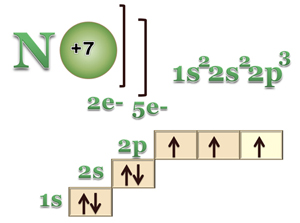 N +7
2e- 5e-
1s²2s²2p³
2p ↑ ↑ ↑
2s ↑↓
1s ↑↓